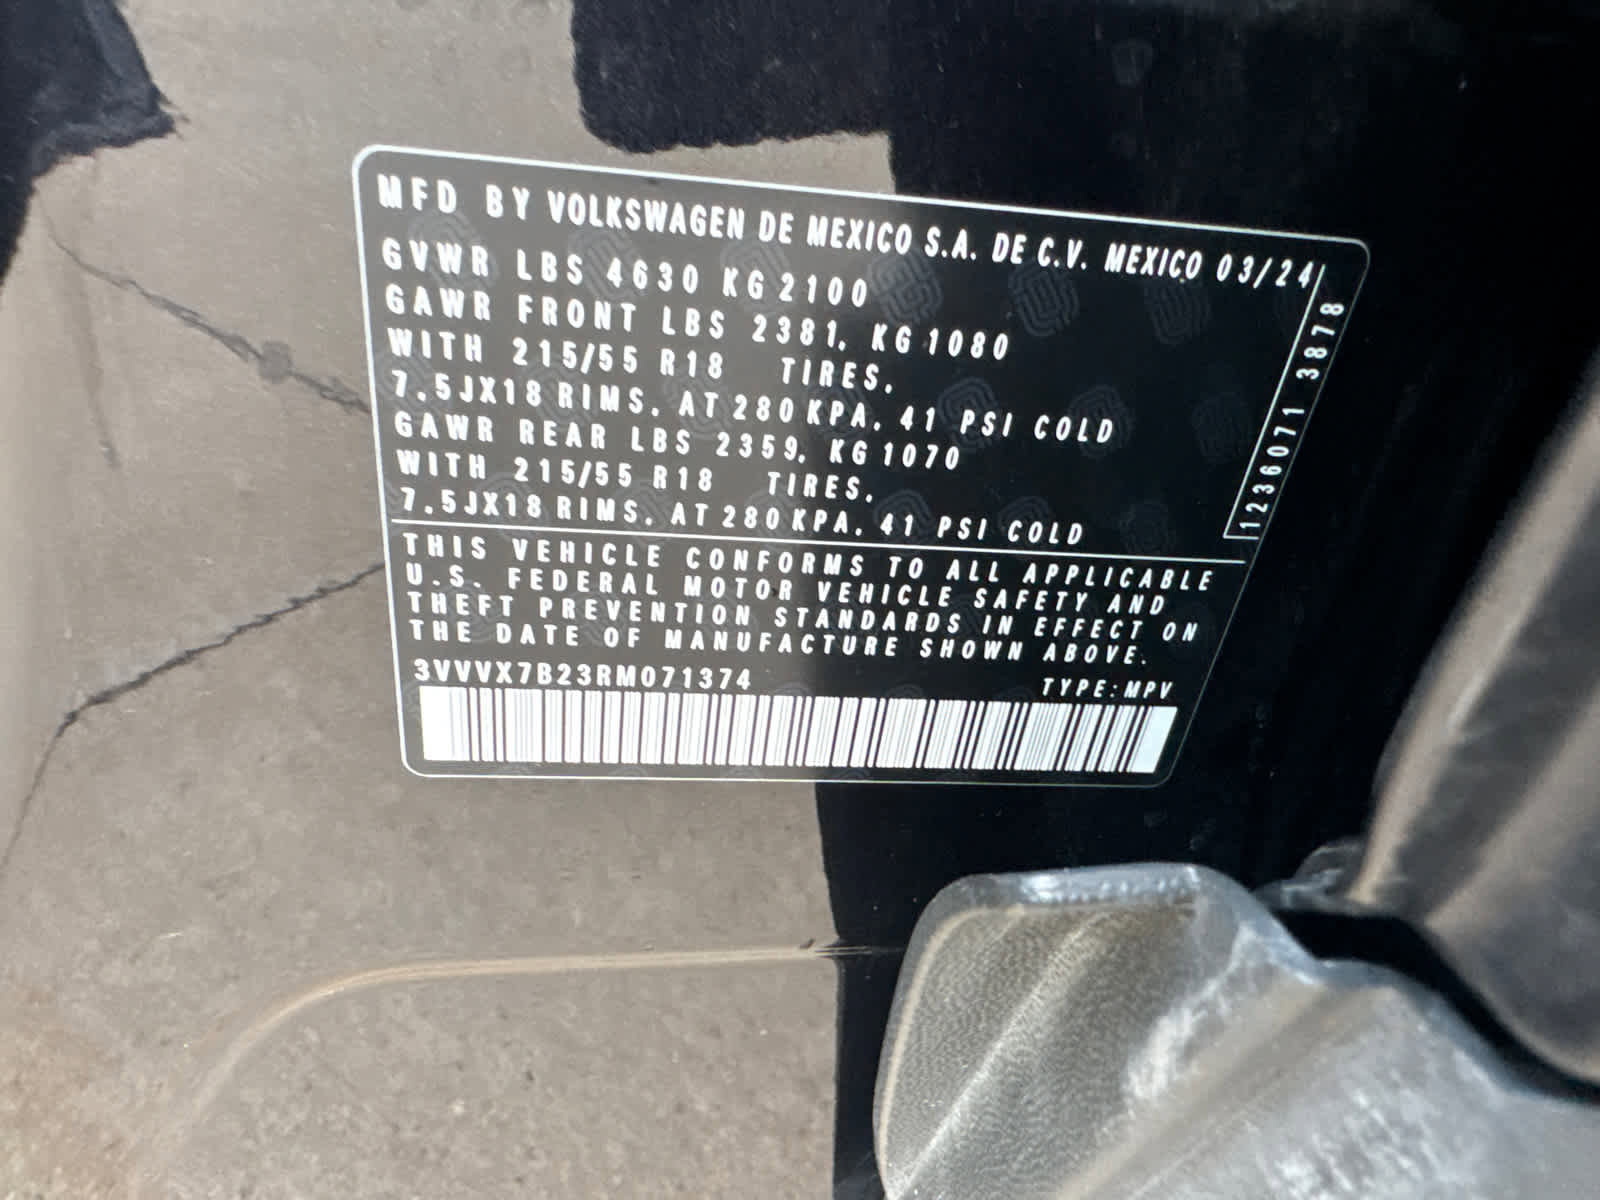 MFD BY VOLKSWAGEN DE MEXICO S.A. DE C.V. MEXICO 03/24
GVWR LBS 4630 KG 2100
GAWR FRONT LBS 2381, KG 1080
WITH 215/55 R18 TIRES,
7.5JX18 RIMS, AT 280 KPA, 41 PSI COLD
GAWR REAR LBS 2359, KG 1070
WITH 215/55 R18 TIRES,
7.5JX18 RIMS, AT 280 KPA, 41 PSI COLD
1236071 3878
THIS VEHICLE CONFORMS TO ALL APPLICABLE
U.S. FEDERAL MOTOR VEHICLE SAFETY AND
THEFT PREVENTION STANDARDS IN EFFECT ON
THE DATE OF MANUFACTURE SHOWN ABOVE.
3VVVX7B23RM071374 TYPE:MPV